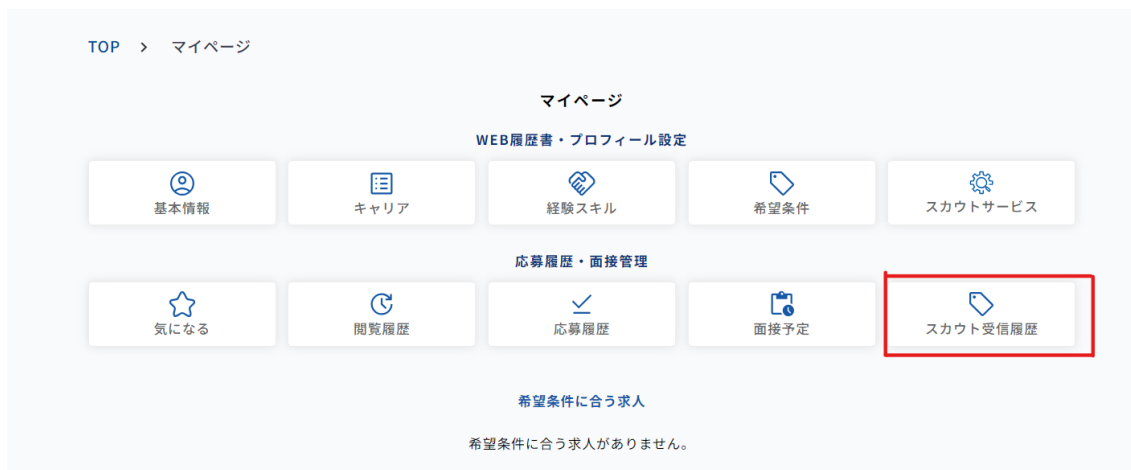 TOP > マイページ
マイページ
WEB履歴書・プロフィール設定
基本情報 キャリア 経験スキル 希望条件 スカウトサービス
応募履歴・面接管理
気になる 閲覧履歴 応募履歴 面接予定 スカウト受信履歴
希望条件に合う求人
希望条件に合う求人がありません。